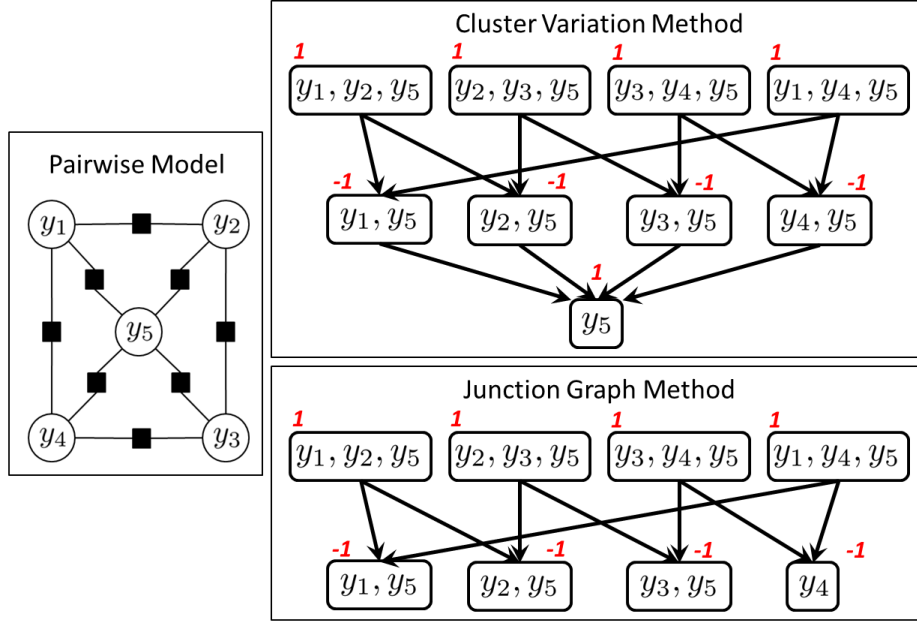 Cluster Variation Method
1 1 1 1
y₁, y₂, y₅ y₂, y₃, y₅ y₃, y₄, y₅ y₁, y₄, y₅
-1 -1 -1 -1
y₁, y₅ y₂, y₅ y₃, y₅ y₄, y₅
1
y₅
Pairwise Model
y₁ y₂
y₅
y₄ y₃
Junction Graph Method
1 1 1 1
y₁, y₂, y₅ y₂, y₃, y₅ y₃, y₄, y₅ y₁, y₄, y₅
-1 -1 -1 -1
y₁, y₅ y₂, y₅ y₃, y₅ y₄